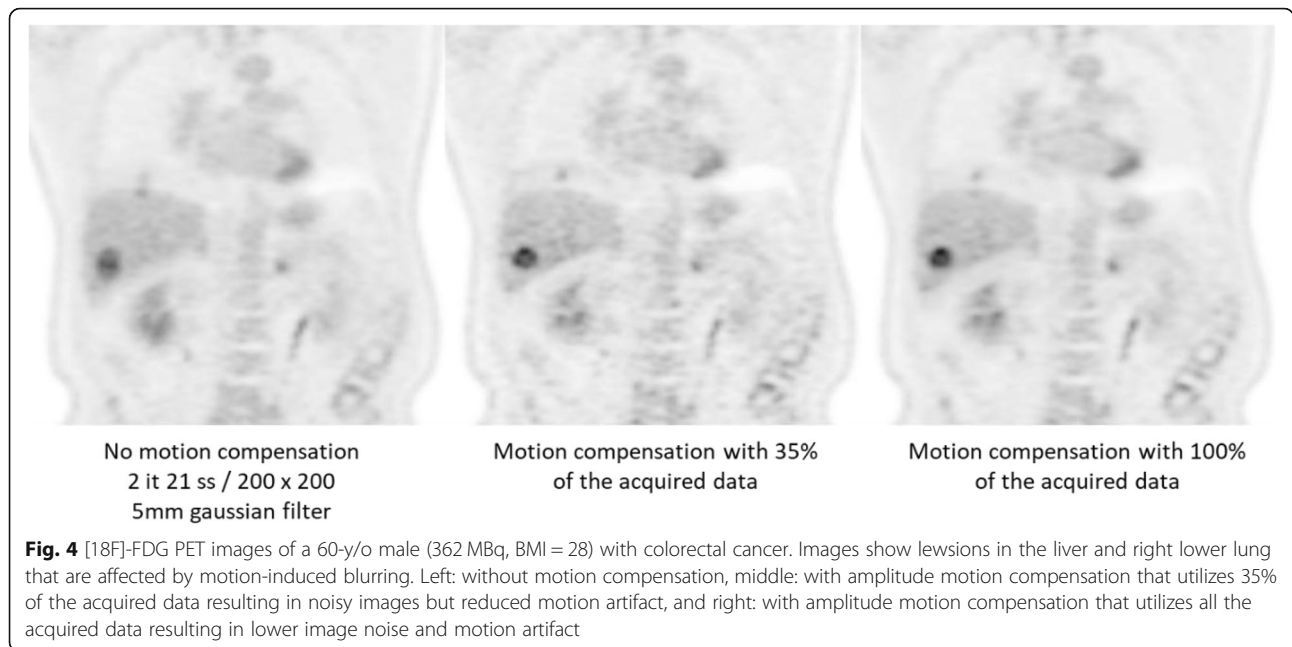 No motion compensation
2 it 21 ss / 200 x 200
5mm gaussian filter
Motion compensation with 35%
of the acquired data
Motion compensation with 100%
of the acquired data
Fig. 4 [18F]-FDG PET images of a 60-y/o male (362 MBq, BMI = 28) with colorectal cancer. Images show lewsions in the liver and right lower lung
that are affected by motion-induced blurring. Left: without motion compensation, middle: with amplitude motion compensation that utilizes 35%
of the acquired data resulting in noisy images but reduced motion artifact, and right: with amplitude motion compensation that utilizes all the
acquired data resulting in lower image noise and motion artifact